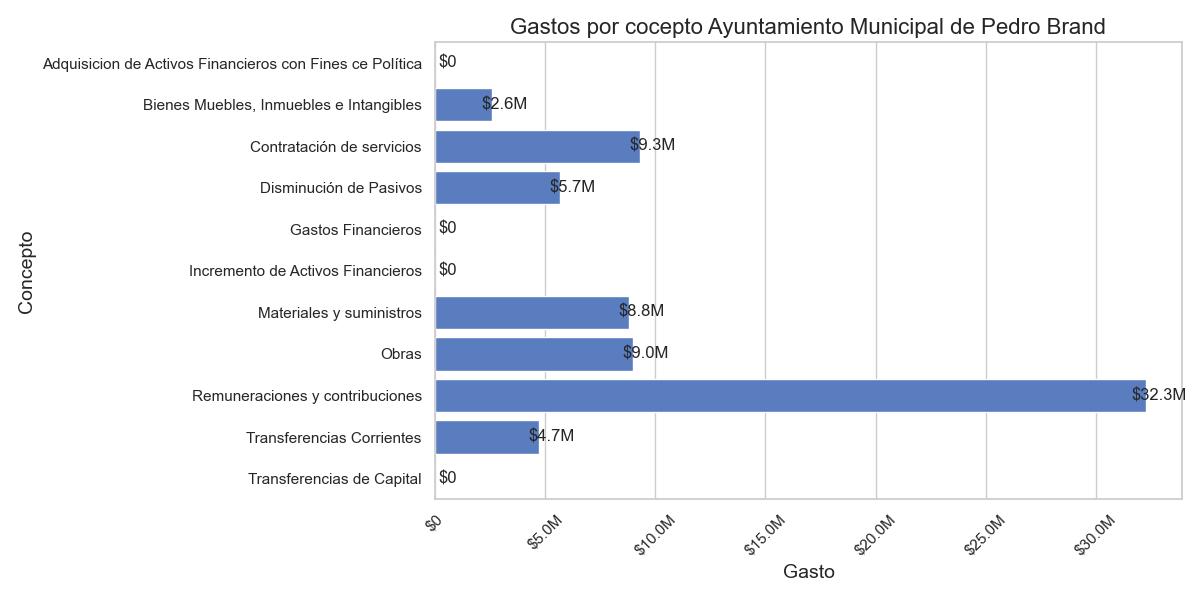 Gastos por cocepto Ayuntamiento Municipal de Pedro Brand
Adquisicion de Activos Financieros con Fines ce Política
$0
Bienes Muebles, Inmuebles e Intangibles
$2.6M
Contratación de servicios
$9.3M
Disminución de Pasivos
$5.7M
Gastos Financieros
$0
Incremento de Activos Financieros
$0
Materiales y suministros
$8.8M
Obras
$9.0M
Remuneraciones y contribuciones
$32.3M
Transferencias Corrientes
$4.7M
Transferencias de Capital
$0
Concepto
$0
$5.0M
$10.0M
$15.0M
$20.0M
$25.0M
$30.0M
Gasto